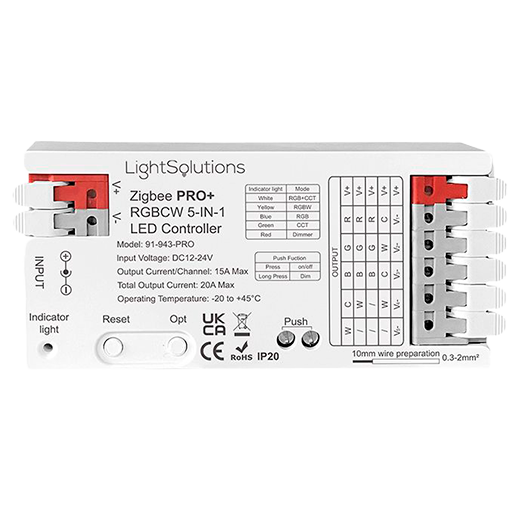 LightSolutions
Zigbee PRO+
RGBCW 5-IN-1
LED Controller
Model: 91-943-PRO
Input Voltage: DC12-24V
Output Current/Channel: 15A Max
Total Output Current: 20A Max
Operating Temperature: -20 to +45°C
V+
V-
INPUT
+
-
Indicator
light
Reset
Opt
Indicator light Mode
White RGB+CCT
Yellow RGBW
Blue RGB
Green CCT
Red Dimmer
Push Fuction
Press on/off
Long Press Dim
UK
CA
CE
RoHS
IP20
Push
OUTPUT
V+ V+ V+ V+ V+
R R R / / V-
G G G / / V-
B B B W C V-
C W / C / V-
W / / / / V-
10mm wire preparation
0.3-2mm²